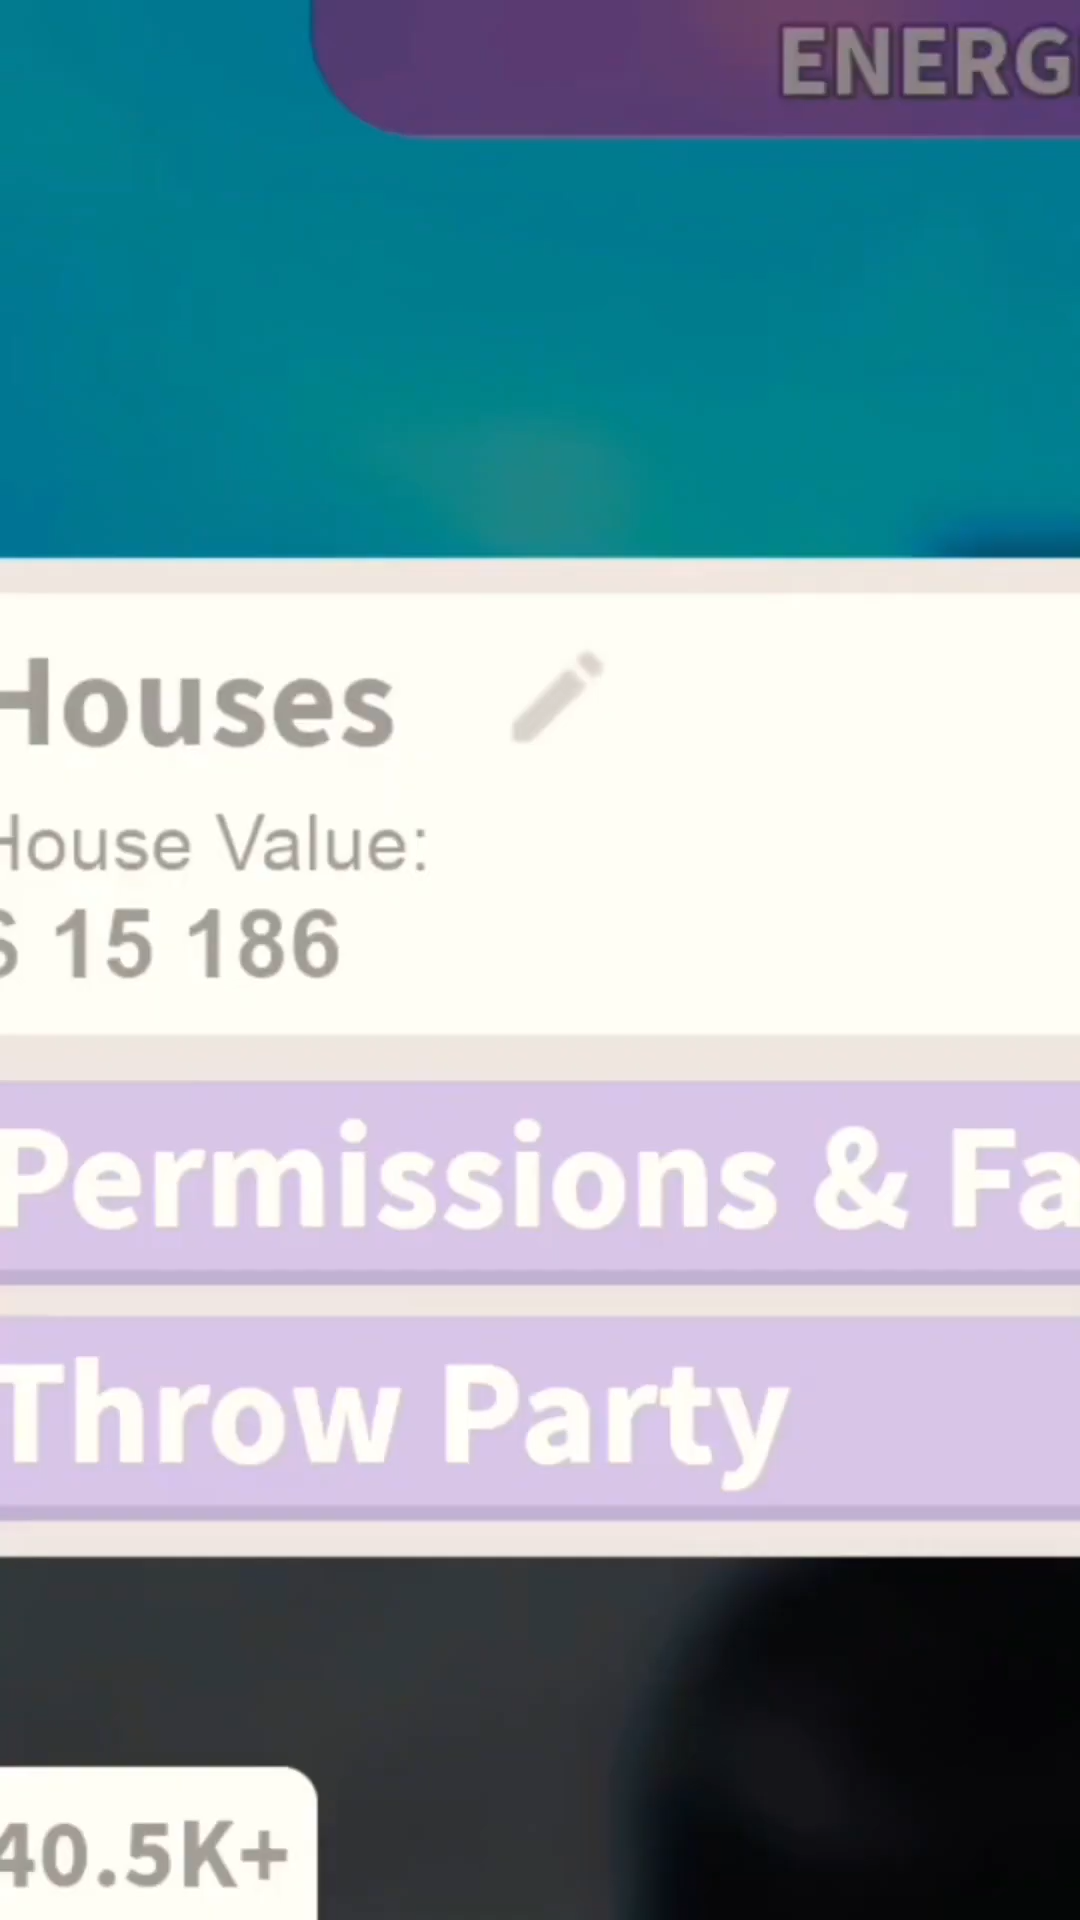 ENERG
Houses
House Value:
$ 15 186
Permissions & Fa
Throw Party
40.5K+